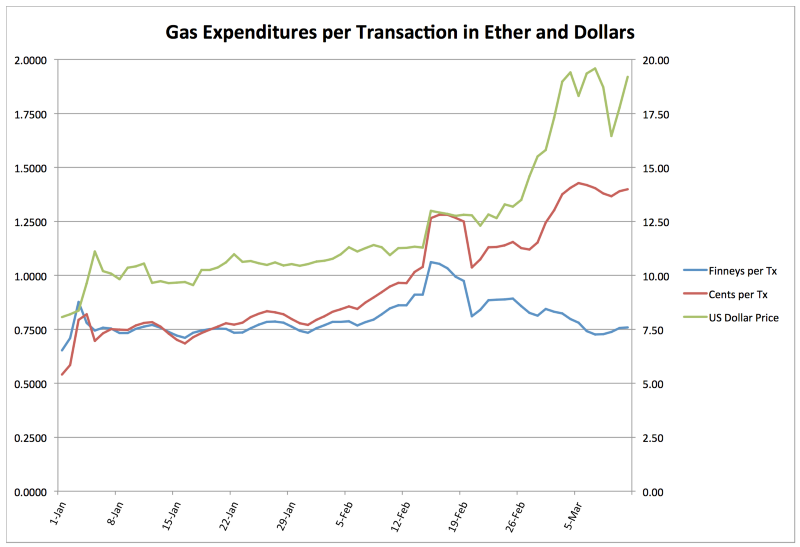 Gas Expenditures per Transaction in Ether and Dollars
2.0000
1.7500
1.5000
1.2500
1.0000
0.7500
0.5000
0.2500
0.0000
20.00
17.50
15.00
12.50
10.00
7.50
5.00
2.50
0.00
1-Jan
8-Jan
15-Jan
22-Jan
29-Jan
5-Feb
12-Feb
19-Feb
26-Feb
5-Mar
Finneys per Tx
Cents per Tx
US Dollar Price